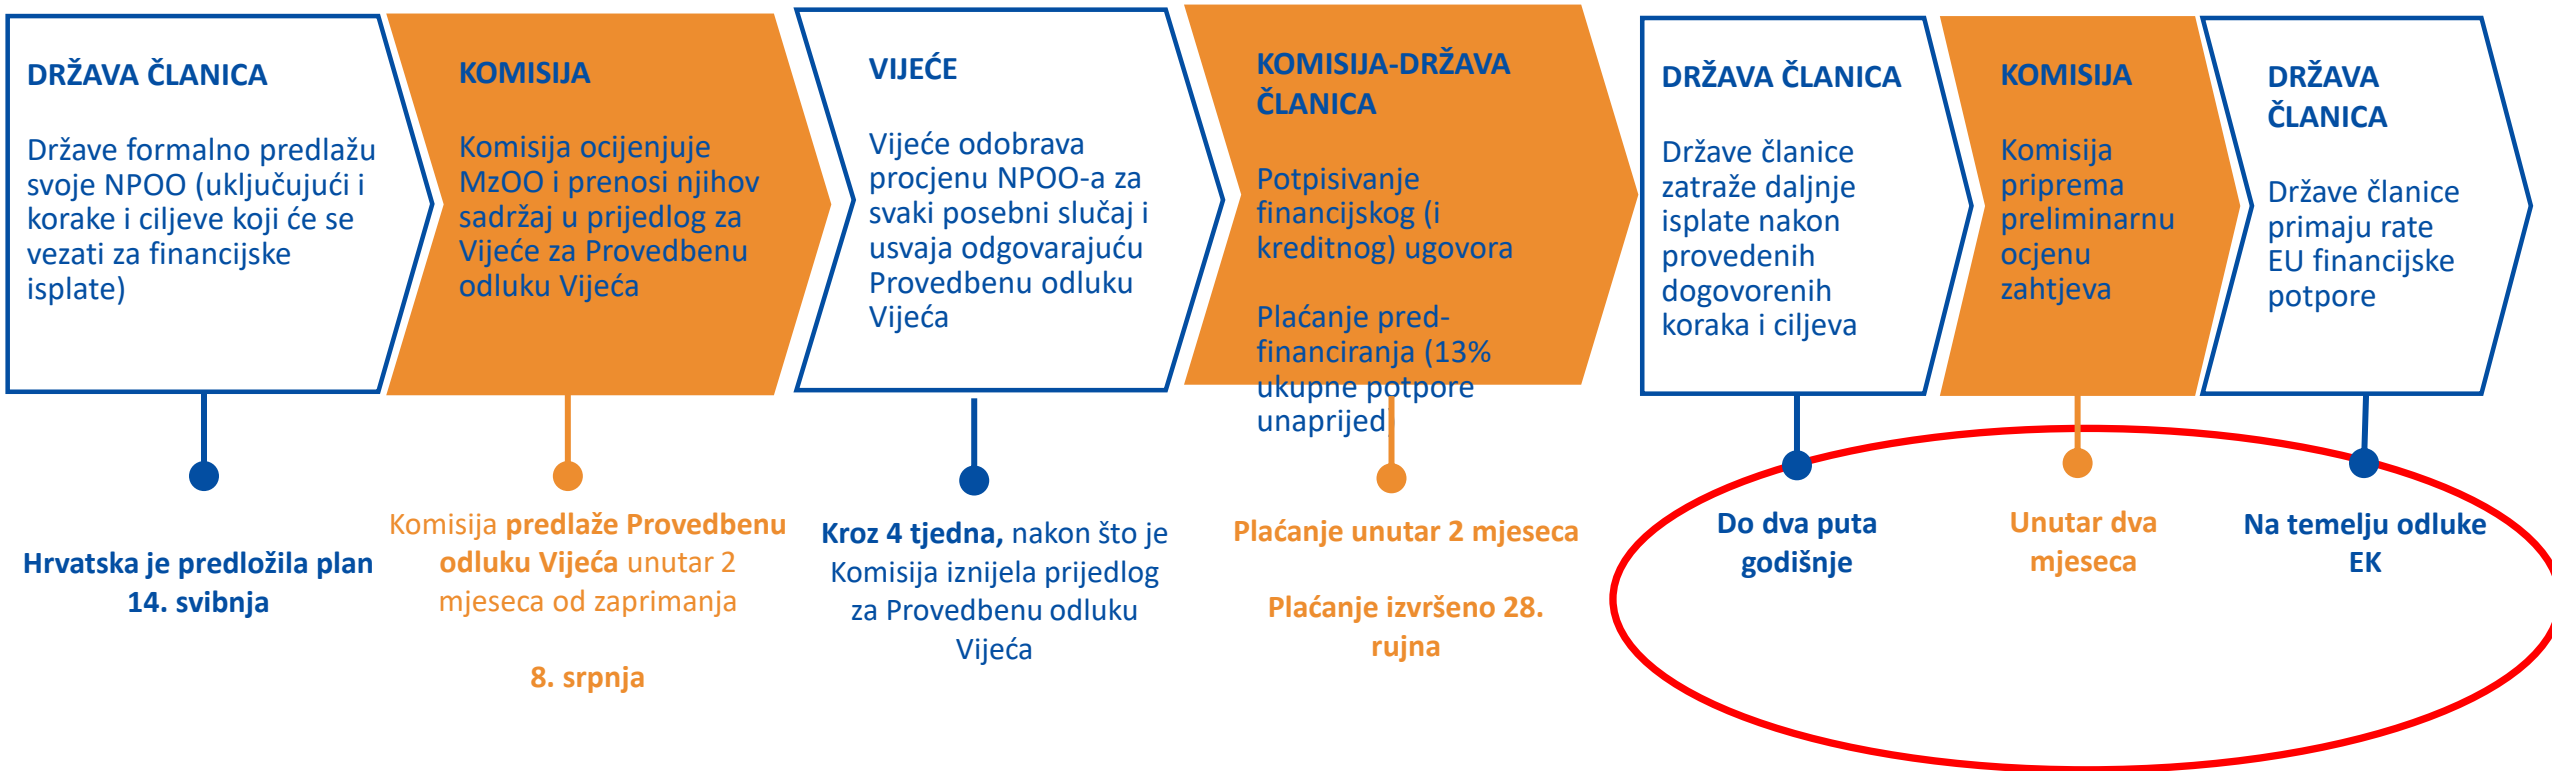 DRŽAVA ČLANICA
Države formalno predlažu
svoje NPOO (uključujući i
korake i ciljeve koji će se
vezati za financijske
isplate)
Hrvatska je predložila plan
14. svibnja
KOMISIJA
Komisija ocijenjuje
MzOO i prenosi njihov
sadržaj u prijedlog za
Vijeće za Provedbenu
odluku Vijeća
Komisija predlaže Provedbenu
odluku Vijeća unutar 2
mjeseca od zaprimanja
8. srpnja
VIJEĆE
Vijeće odobrava
procjenu NPOO-a za
svaki posebni slučaj i
usvaja odgovarajuću
Provedbenu odluku
Vijeća
Kroz 4 tjedna, nakon što je
Komisija iznijela prijedlog
za Provedbenu odluku
Vijeća
KOMISIJA-DRŽAVA
ČLANICA
Potpisivanje
financijskog (i
kreditnog) ugovora
Plaćanje pred-
financiranja (13%
ukupne potpore
unaprijed)
Plaćanje unutar 2 mjeseca
Plaćanje izvršeno 28.
rujna
DRŽAVA ČLANICA
Države članice
zatraže daljnje
isplate nakon
provedenih
dogovorenih
koraka i ciljeva
Do dva puta
godišnje
KOMISIJA
Komisija
priprema
preliminarnu
ocjenu
zahtjeva
Unutar dva
mjeseca
DRŽAVA
ČLANICA
Države članice
primaju rate
EU financijske
potpore
Na temelju odluke
EK